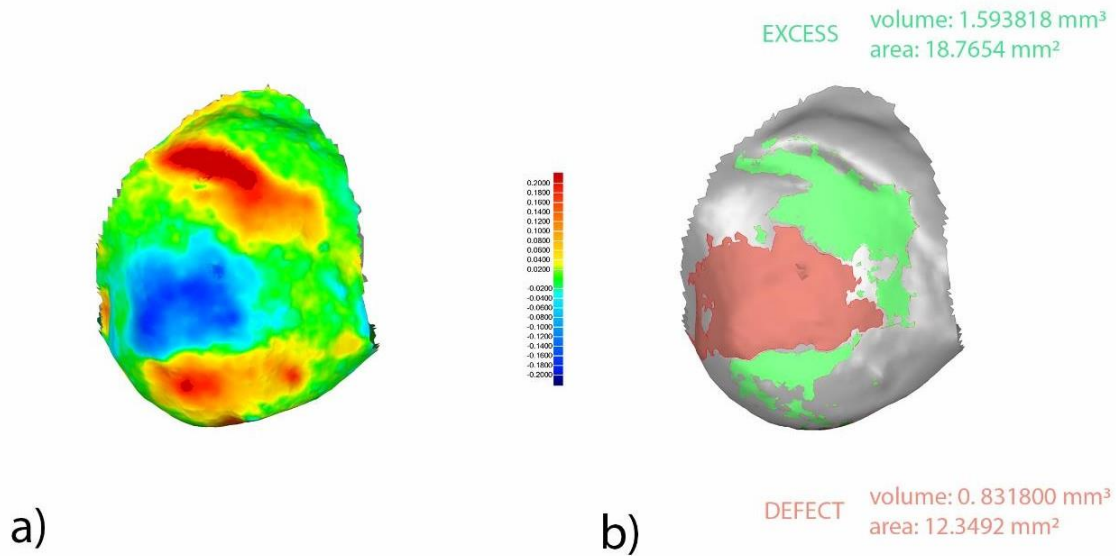 EXCESS
volume: 1.593818 mm³
area: 18.7654 mm²
0.2000
0.1800
0.1600
0.1400
0.1200
0.1000
0.0800
0.0600
0.0400
0.0200
-0.0200
-0.0400
-0.0600
-0.0800
-0.1000
-0.1200
-0.1400
-0.1600
-0.1800
-0.2000
a)
b)
DEFECT
volume: 0. 831800 mm³
area: 12.3492 mm²